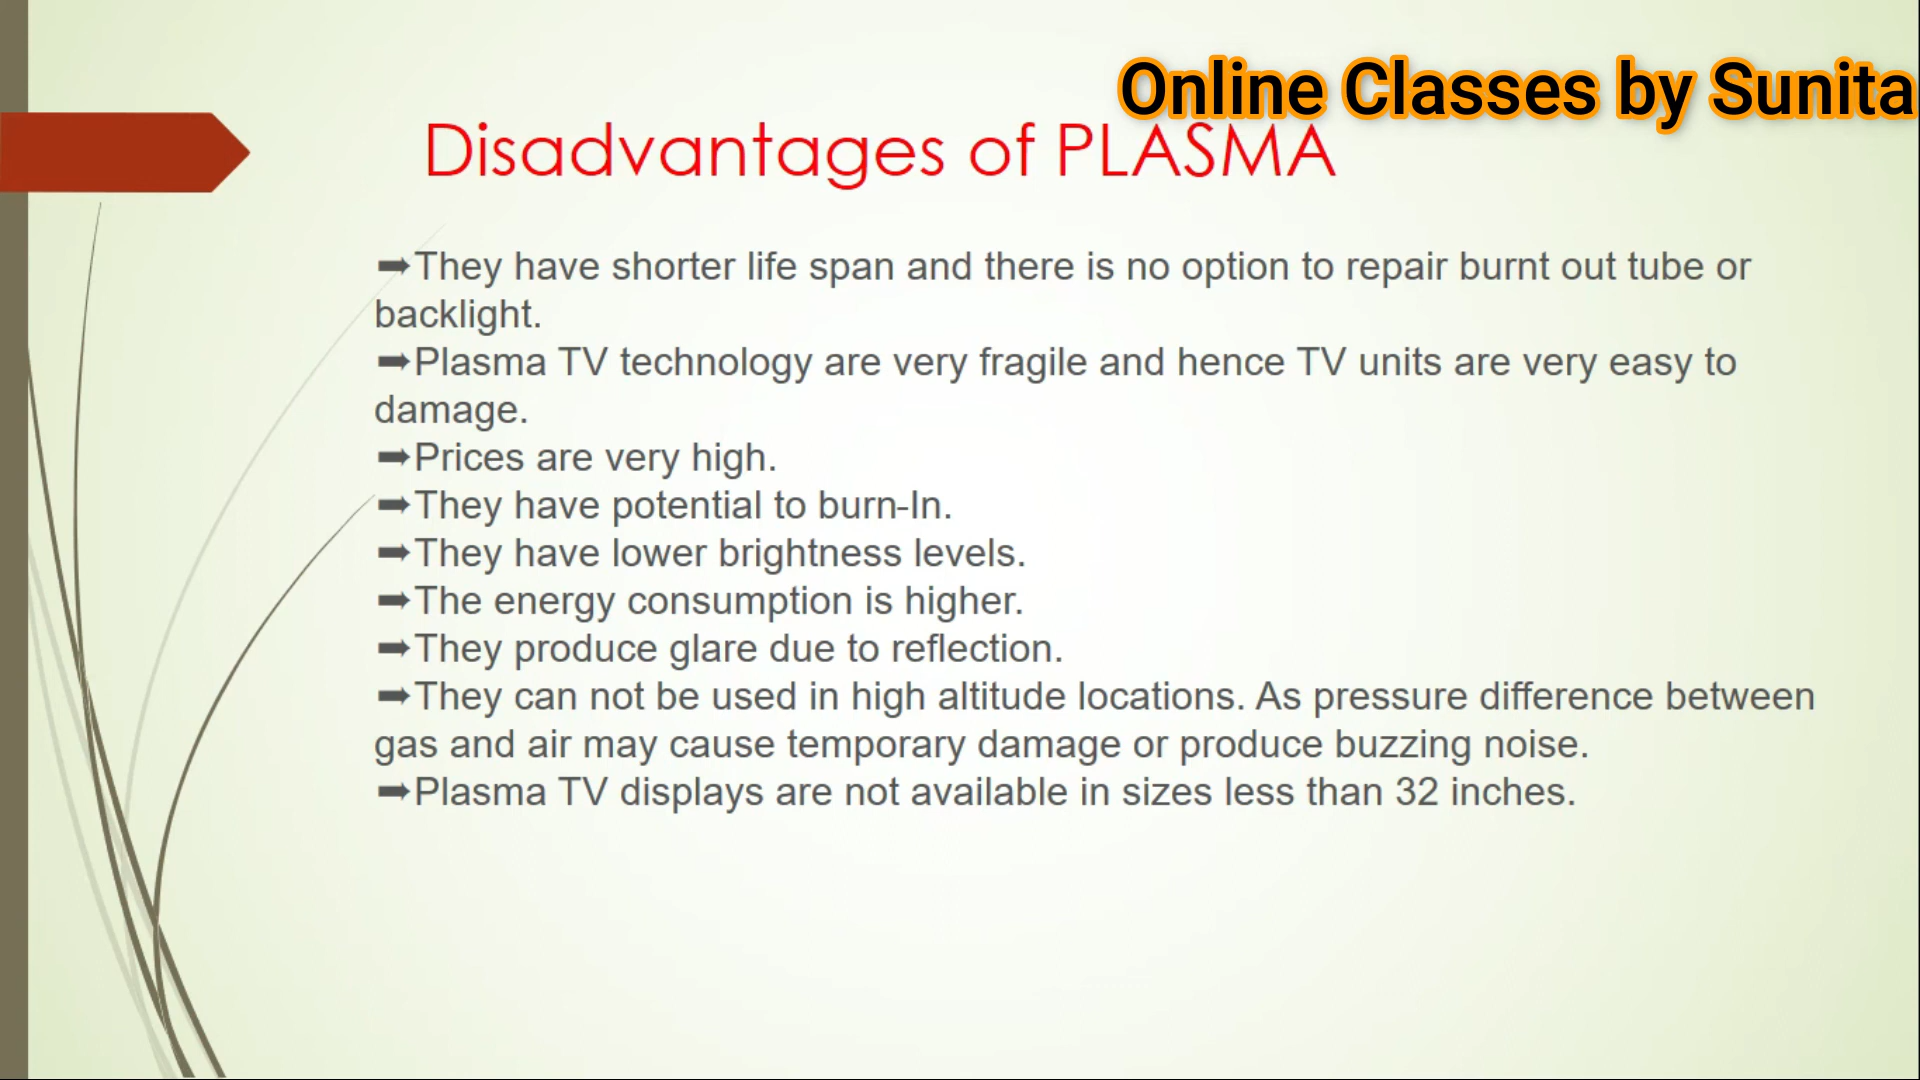 Online Classes by Sunita
Disadvantages of PLASMA
➡They have shorter life span and there is no option to repair burnt out tube or
backlight.
➡Plasma TV technology are very fragile and hence TV units are very easy to
damage.
➡Prices are very high.
➡They have potential to burn-In.
➡They have lower brightness levels.
➡The energy consumption is higher.
➡They produce glare due to reflection.
➡They can not be used in high altitude locations. As pressure difference between
gas and air may cause temporary damage or produce buzzing noise.
➡Plasma TV displays are not available in sizes less than 32 inches.